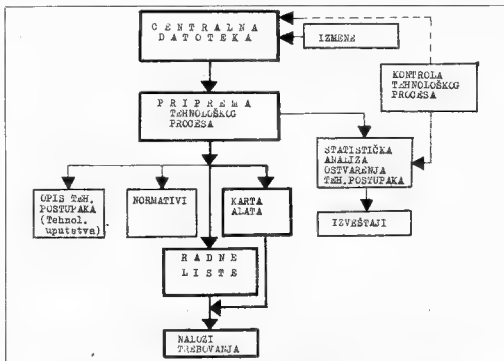 CENTRALNA
DATOTEKA
IZMENE
KONTROLA
TEHNOLOŠKOG
PROCESA
PRIPREMA
TEHNOLOŠKOG
PROCESA
STATISTIČKA
ANALIZA
OSTVARENJA
TEH.POSTUPAKA
OPIS TEH.
POSTUPAKA
(Tehnol.
uputstva)
NORMATIVI
KARTA
ALATA
IZVEŠTAJI
RADNE
LISTE
NALOZI
TREBOVANJA